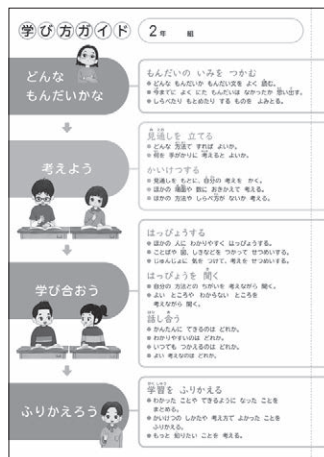 学び方ガイド
2年 組
どんな
もんだいかな
もんだいの いみを つかむ
● どんな もんだいか もんだい文を よく 読む。
● 今までに よく にた もんだいは なかったか 思い出す。
● しらべたり もとめたり する ものを よみとる。
考えよう
見通しを 立てる
● どんな 方法で すれば よいか。
● 何を 手がかりに 考えると よいか。
かいけつする
● 見通しを もとに、自分の 考えを かく。
● ほかの 場面や 数に おきかえて 考える。
● ほかの 方法や しらべ方が ないか 考える。
学び合おう
はっぴょうする
● ほかの 人に わかりやすく はっぴょうする。
● ことばや 図、しきなどを つかって せつめいする。
● じゅんじょに 気を つけて、考えを せつめいする。
はっぴょうを 聞く
● 自分の 方法との ちがいを 考えながら 聞く。
● よい ところや わからない ところを
考えながら 聞く。
話し合う
● かんたんに できるのは どれか。
● わかりやすいのは どれか。
● いつでも つかえるのは どれか。
● よい 考えなのは どれか。
ふりかえろう
学習を ふりかえる
● わかった ことや できるように なった ことを
まとめる。
● かいけつの しかたや 考え方で よかった ことを
ふりかえる。
● もっと 知りたい ことを 考える。